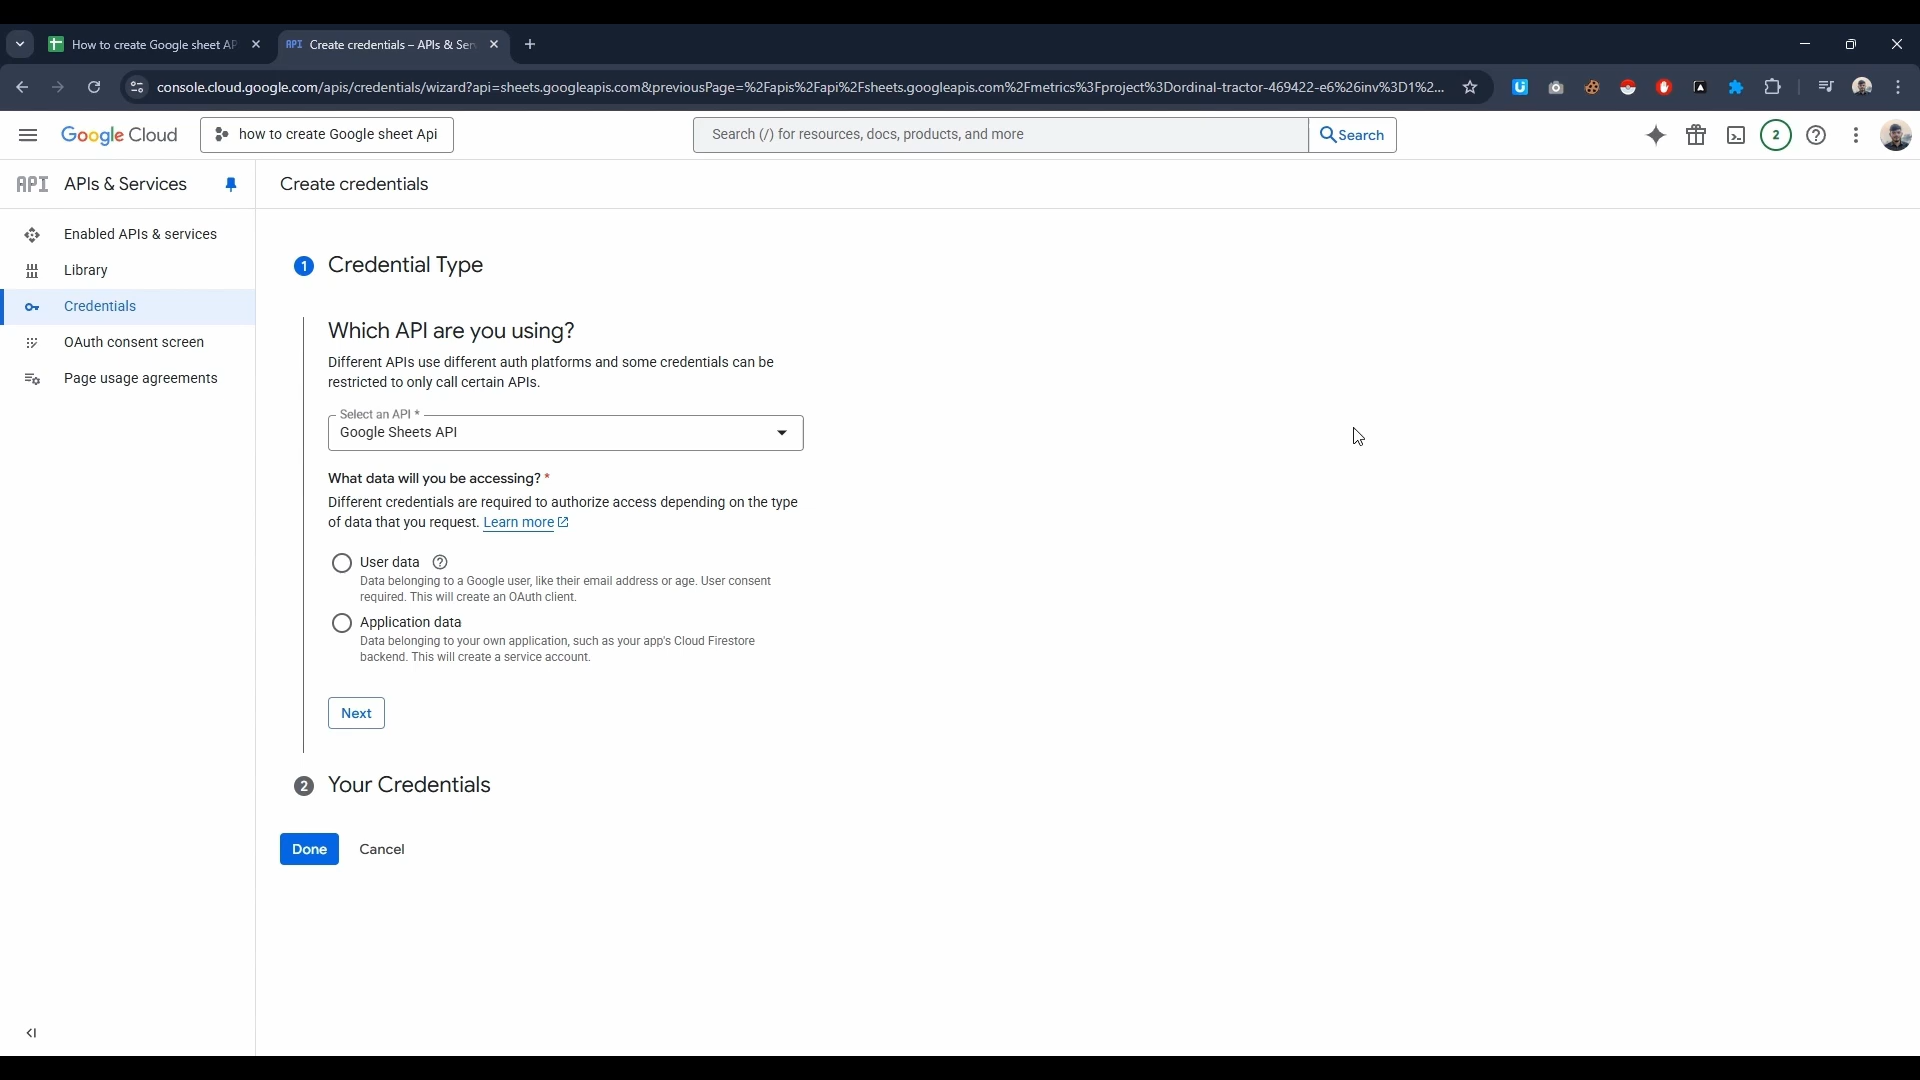 How to create Google sheet AP
API Create credentials – APIs & Ser
console.cloud.google.com/apis/credentials/wizard?api=sheets.googleapis.com&previousPage=%2Fapis%2Fapi%2Fsheets.googleapis.com%2Fmetrics%3Fproject%3Dordinal-tractor-469422-e6%26inv%3D1%2...
Google Cloud
how to create Google sheet Api
Search (/) for resources, docs, products, and more
Search
2
API APIs & Services
Create credentials
Enabled APIs & services
Library
Credentials
OAuth consent screen
Page usage agreements
1 Credential Type
Which API are you using?
Different APIs use different auth platforms and some credentials can be
restricted to only call certain APIs.
Select an API *
Google Sheets API
What data will you be accessing? *
Different credentials are required to authorize access depending on the type
of data that you request. Learn more
User data
Data belonging to a Google user, like their email address or age. User consent
required. This will create an OAuth client.
Application data
Data belonging to your own application, such as your app's Cloud Firestore
backend. This will create a service account.
Next
2 Your Credentials
Done Cancel